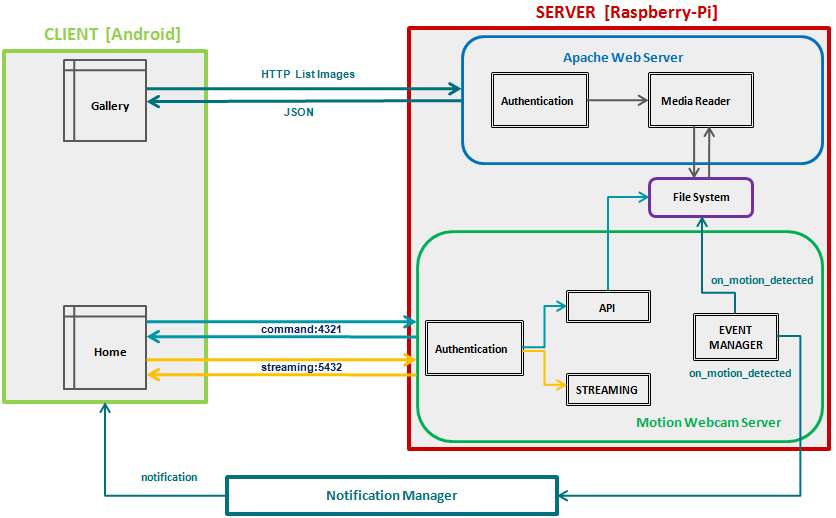 SERVER [Raspberry-Pi]
CLIENT [Android]
Apache Web Server
HTTP List Images
Gallery
Authentication
Media Reader
JSON
File System
on_motion_detected
command:4321
API
EVENT
MANAGER
Home
Authentication
streaming:5432
on_motion_detected
STREAMING
Motion Webcam Server
notification
Notification Manager